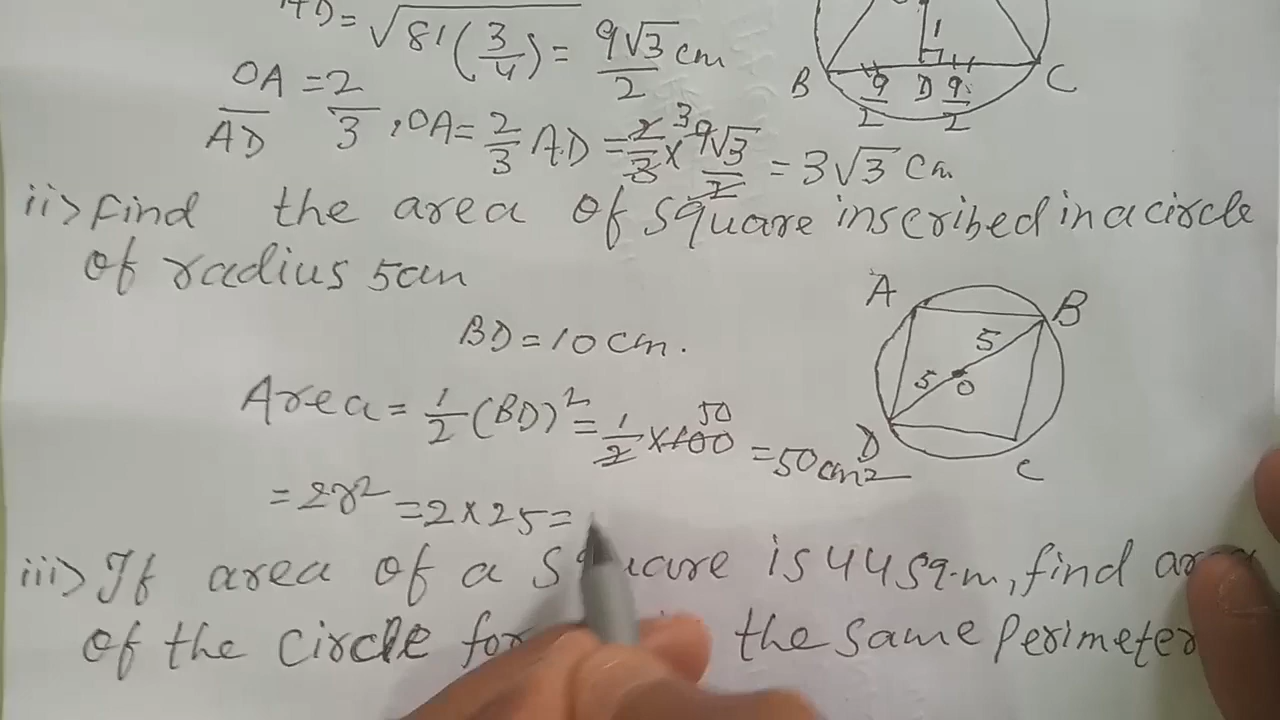 AD = √81(3/4) = 9√3/2 cm
OA/AD = 2/3, OA = 2/3 AD = 2/3 × 3 9√3/2 = 3√3 cm
B 9/2 D 9/2 C
ii> Find the area of square inscribed in a circle
of radius 5cm
A B
BD = 10 cm.
5
5 O
Area = 1/2 (BD)² = 1/2 × 100 50 = 50cm2
D C
= 2r² = 2 × 25 =
iii> If area of a square is 44 sq.m, find area
of the circle the same perimeter